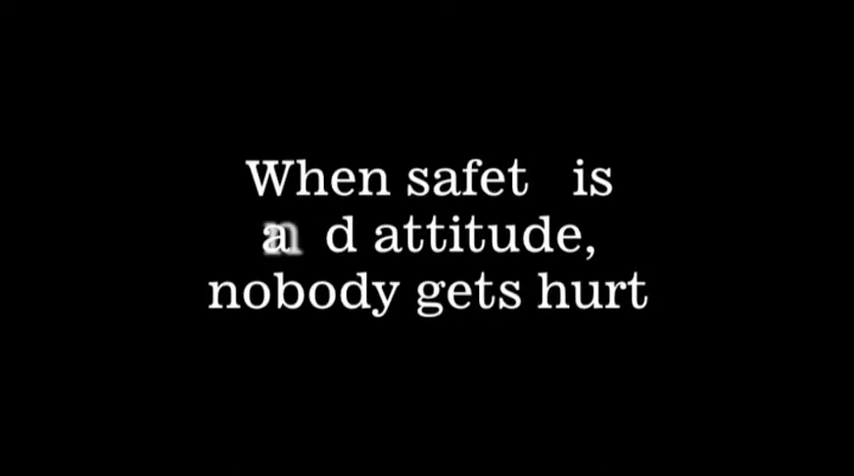 When safet is
d attitude,
nobody gets hurt